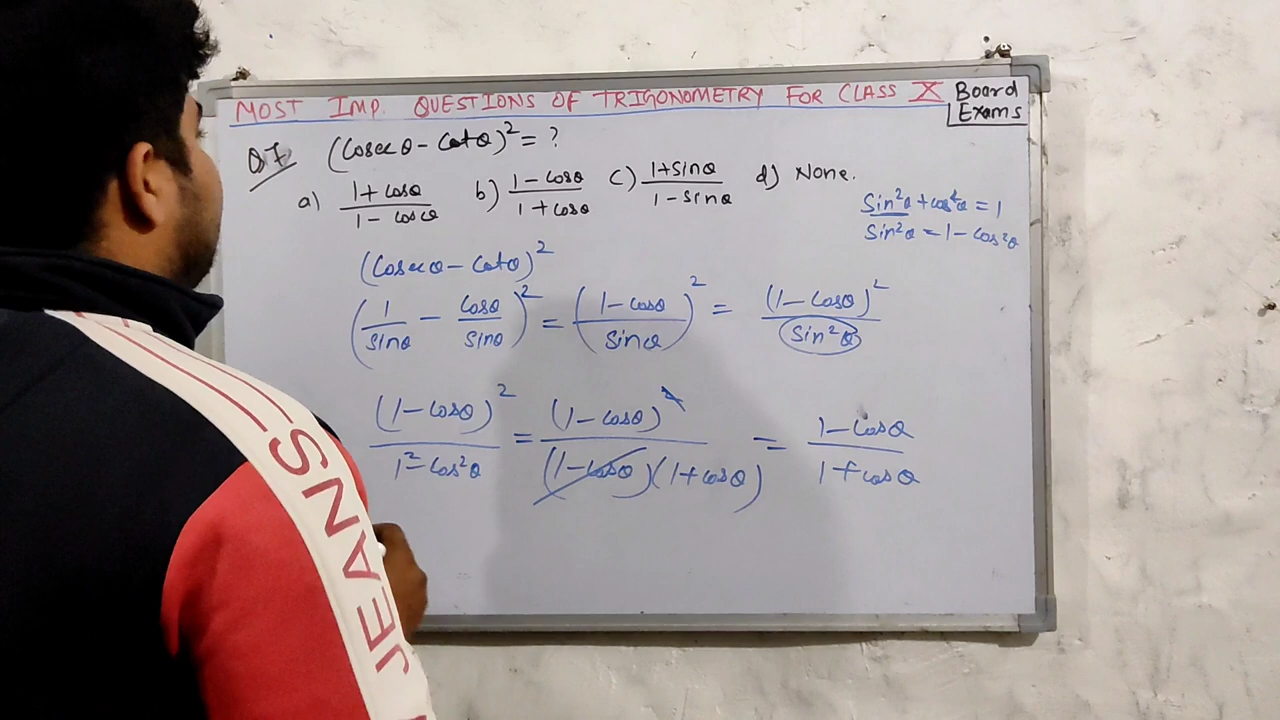 MOST IMP. QUESTIONS OF TRIGONOMETRY FOR CLASS X Board Exams
Q7. (Cosec θ - Cot θ)² = ?
a) (1 + cosθ)/(1 - cosθ) b) (1 - cosθ)/(1 + cosθ) c) (1+sinθ)/(1-sinθ) d) None.
Sin²θ + cos²θ = 1
Sin²θ = 1 - cos²θ
(Cosec θ - Cotθ)²
(1/sinθ - cosθ/sinθ)² = ((1 - cosθ)/sinθ)² = (1 - cosθ)²/Sin²θ
(1 - cosθ)²/(1² - cos²θ) = (1 - cosθ)²/((1 - cosθ)(1 + cosθ)) = (1 - Cosθ)/(1 + cosθ)
JEANS